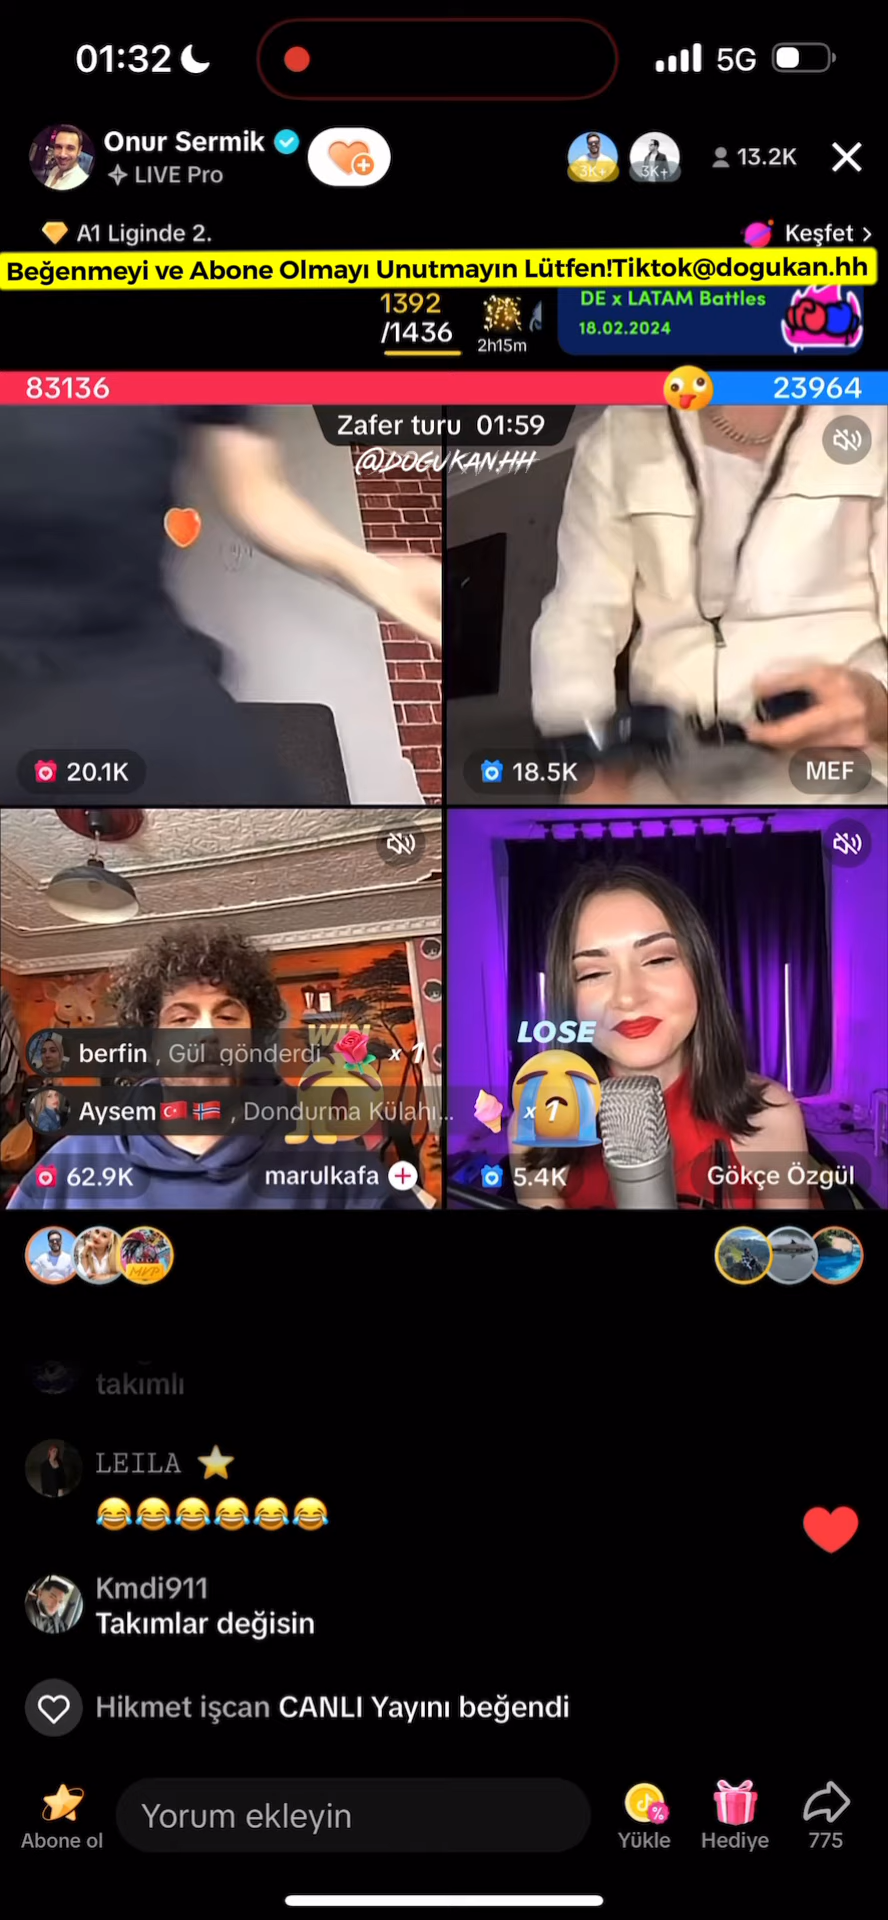 01:32
5G
Onur Sermik
LIVE Pro
3K+
3K+
13.2K
A1 Liginde 2.
Keşfet >
Beğenmeyi ve Abone Olmayı Unutmayın Lütfen!Tiktok@dogukan.hh
1392
/1436
2h15m
DE x LATAM Battles
18.02.2024
83136
23964
Zafer turu 01:59
@DOGUKAN.HH
20.1K
18.5K
MEF
WIN
LOSE
berfin , Gül gönderdi x 1
Aysem , Dondurma Külahı... x 1
62.9K
marulkafa
5.4K
Gökçe Özgül
takımlı
LEILA
Kmdi911
Takımlar değisin
Hikmet işcan CANLI Yayını beğendi
Abone ol
Yorum ekleyin
Yükle
Hediye
775